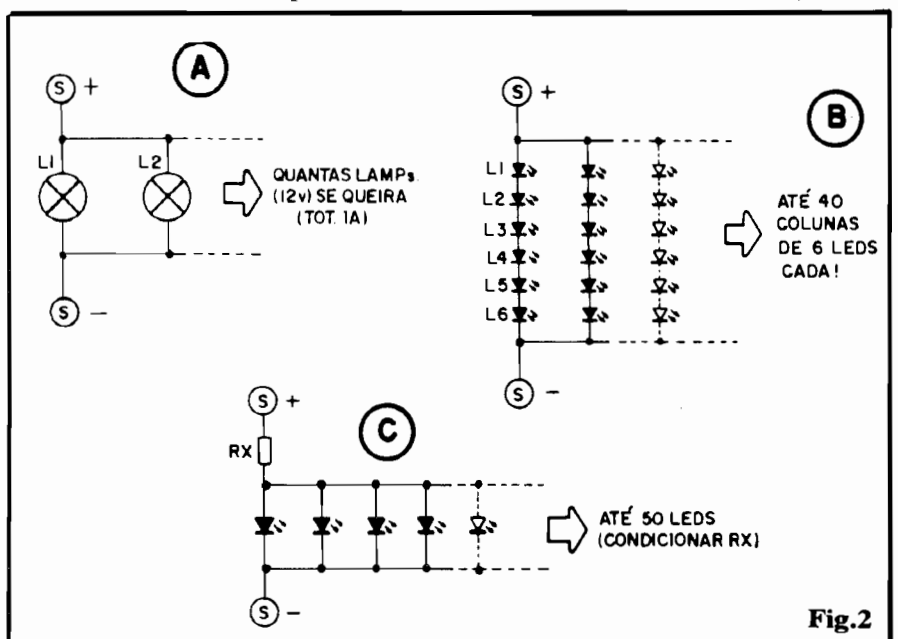 A
S +
L1 L2
QUANTAS LAMPs.
(12v) SE QUEIRA
(TOT. 1A)
S −
B
S +
L1
L2
L3
L4
L5
L6
ATÉ 40
COLUNAS
DE 6 LEDS
CADA!
S −
C
S +
RX
ATÉ 50 LEDS
(CONDICIONAR RX)
S −
Fig.2